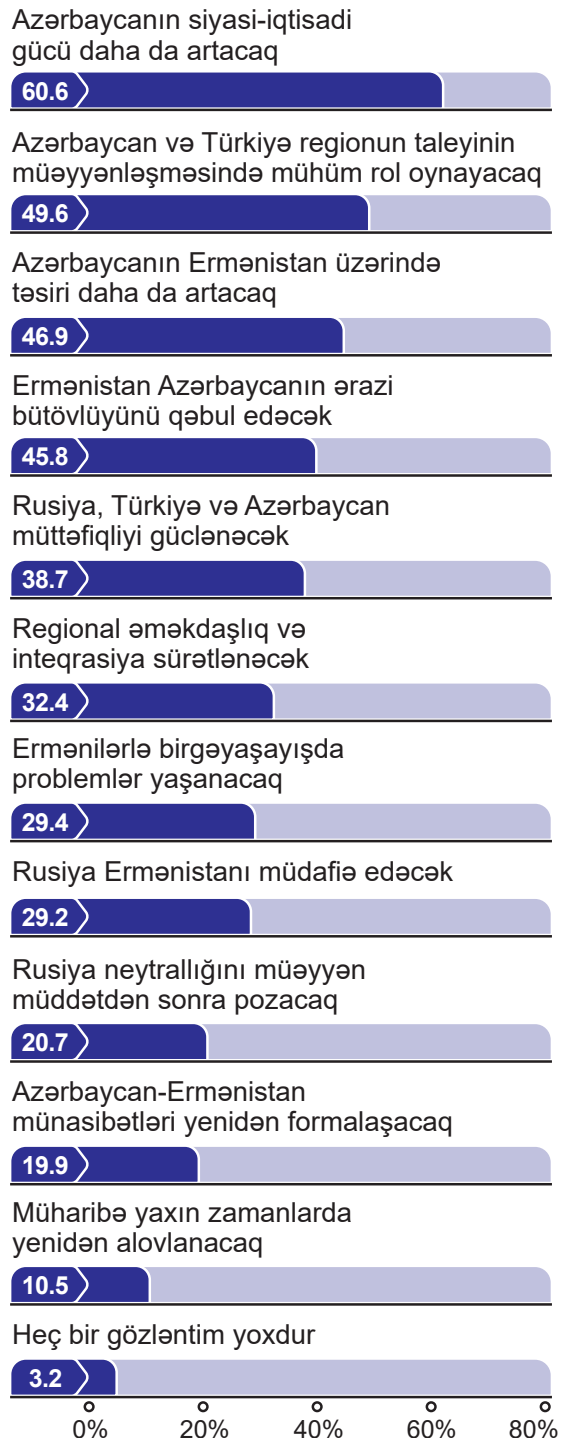 Azərbaycanın siyasi-iqtisadi
gücü daha da artacaq
60.6
Azərbaycan və Türkiyə regionun taleyinin
müəyyənləşməsində mühüm rol oynayacaq
49.6
Azərbaycanın Ermənistan üzərində
təsiri daha da artacaq
46.9
Ermənistan Azərbaycanın ərazi
bütövlüyünü qəbul edəcək
45.8
Rusiya, Türkiyə və Azərbaycan
müttəfiqliyi güclənəcək
38.7
Regional əməkdaşlıq və
inteqrasiya sürətlənəcək
32.4
Ermənilərlə birgəyaşayışda
problemlər yaşanacaq
29.4
Rusiya Ermənistanı müdafiə edəcək
29.2
Rusiya neytrallığını müəyyən
müddətdən sonra pozacaq
20.7
Azərbaycan-Ermənistan
münasibətləri yenidən formalaşacaq
19.9
Müharibə yaxın zamanlarda
yenidən alovlanacaq
10.5
Heç bir gözləntim yoxdur
3.2
0% 20% 40% 60% 80%